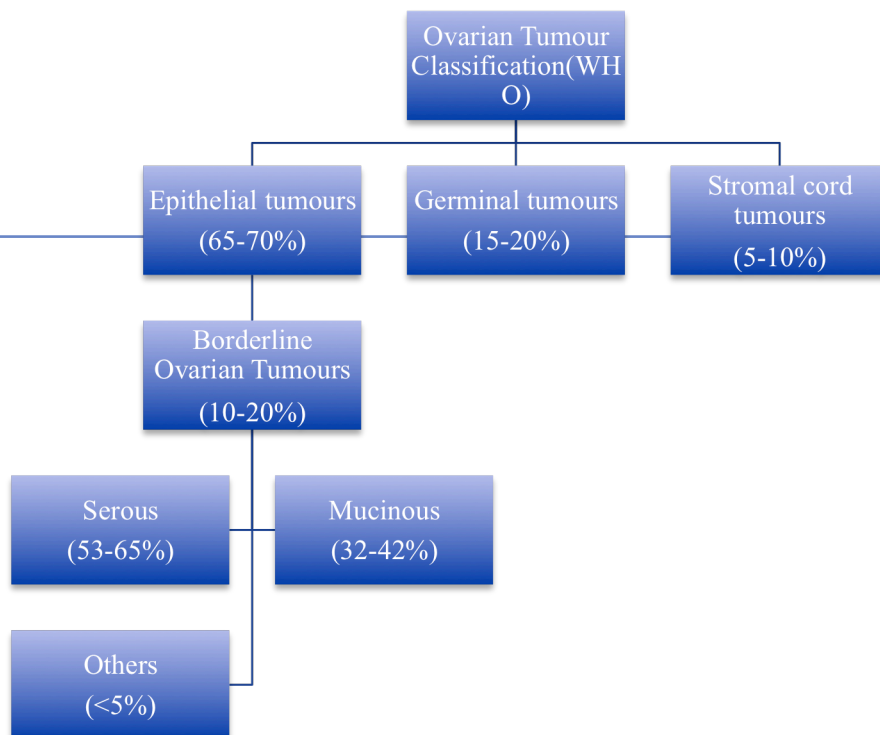 Ovarian Tumour
Classification(WH
O)
Epithelial tumours
(65-70%)
Germinal tumours
(15-20%)
Stromal cord
tumours
(5-10%)
Borderline
Ovarian Tumours
(10-20%)
Serous
(53-65%)
Mucinous
(32-42%)
Others
(<5%)